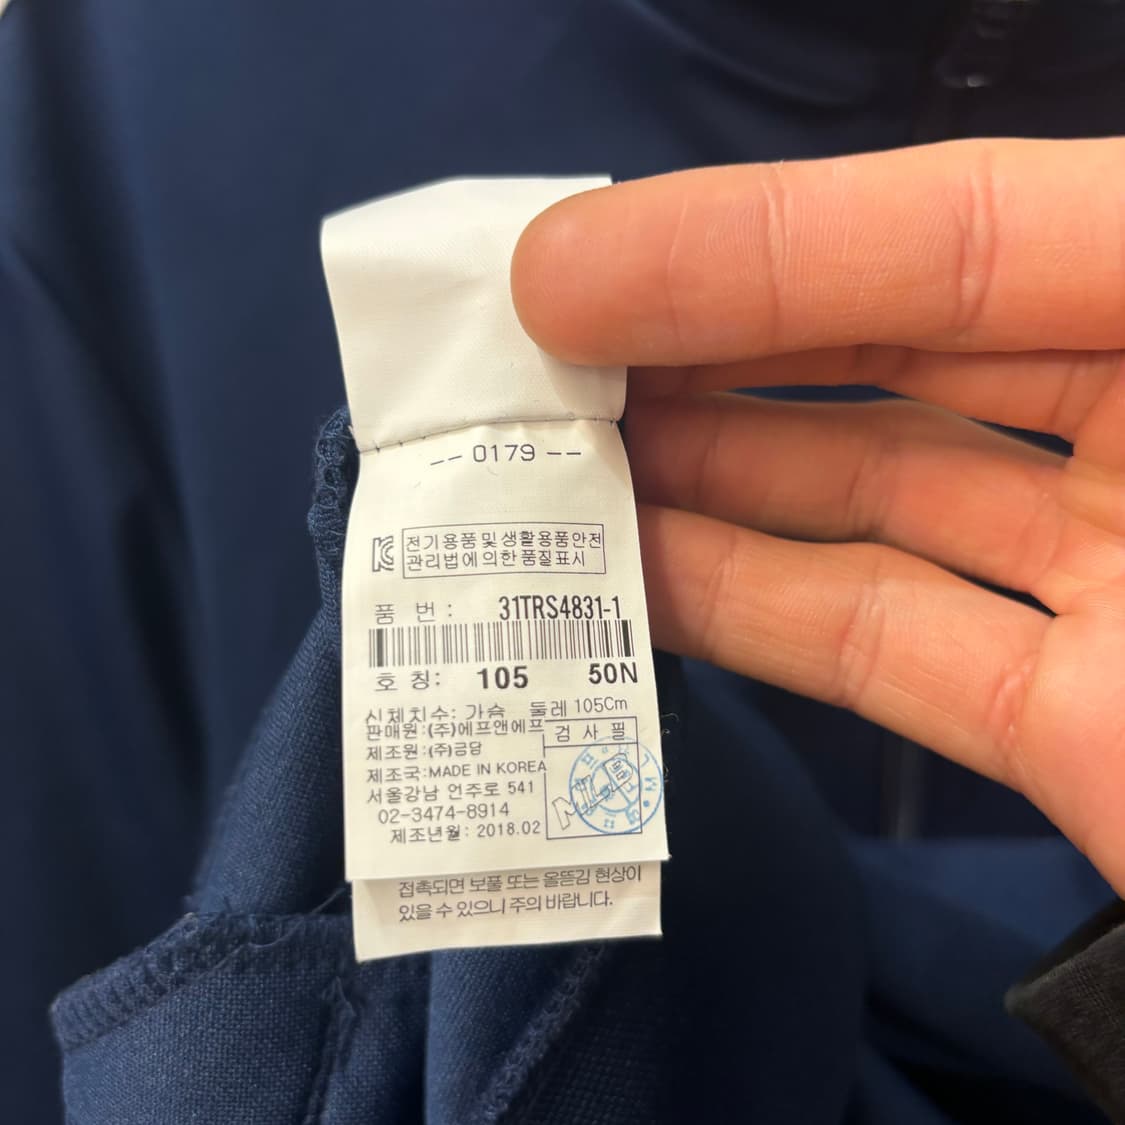 -- 0179 --
전기용품 및 생활용품안전
관리법에 의한 품질표시
품 번 : 31TRS4831-1
호 칭: 105 50N
신체치수: 가슴 둘레 105Cm
판매원:(주)에프앤에프
검 사 필
제조원:(주)금당
제조국:MADE IN KOREA
서울강남 언주로 541
02-3474-8914
제조년월: 2018.02
MLB
접촉되면 보풀 또는 올뜯김 현상이
있을 수 있으니 주의 바랍니다.